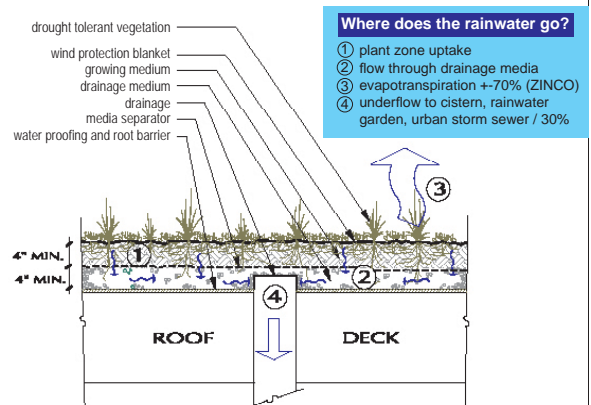 drought tolerant vegetation
wind protection blanket
growing medium
drainage medium
drainage
media separator
water proofing and root barrier
Where does the rainwater go?
1 plant zone uptake
2 flow through drainage media
3 evapotranspiration +-70% (ZINCO)
4 underflow to cistern, rainwater
garden, urban storm sewer / 30%
3
4" MIN.
1
4" MIN.
2
4
ROOF
DECK